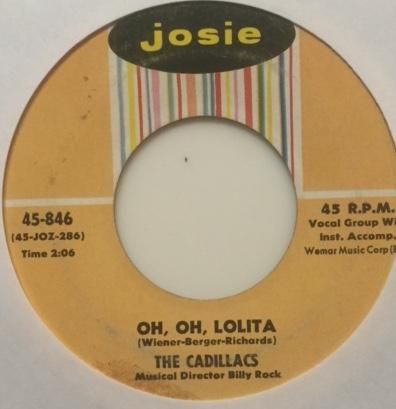 josie
45-846
(45-JOZ-286)
Time 2:06
45 R.P.M.
Vocal Group
Inst. Accomp.
Wemar Music Corp
OH, OH, LOLITA
(Wiener-Berger-Richards)
THE CADILLACS
Musical Director Billy Rock